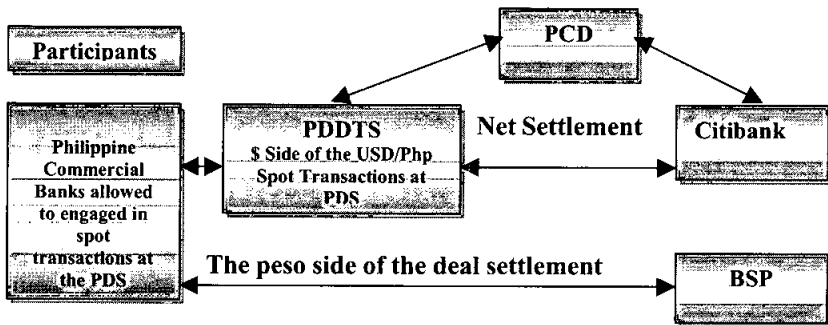 PCD
Participants
PDDTS
$ Side of the USD/Php
Spot Transactions at
PDS
Net Settlement
Citibank
Philippine
Commercial
Banks allowed
to engaged in
spot
transactions at
the PDS
The peso side of the deal settlement
BSP